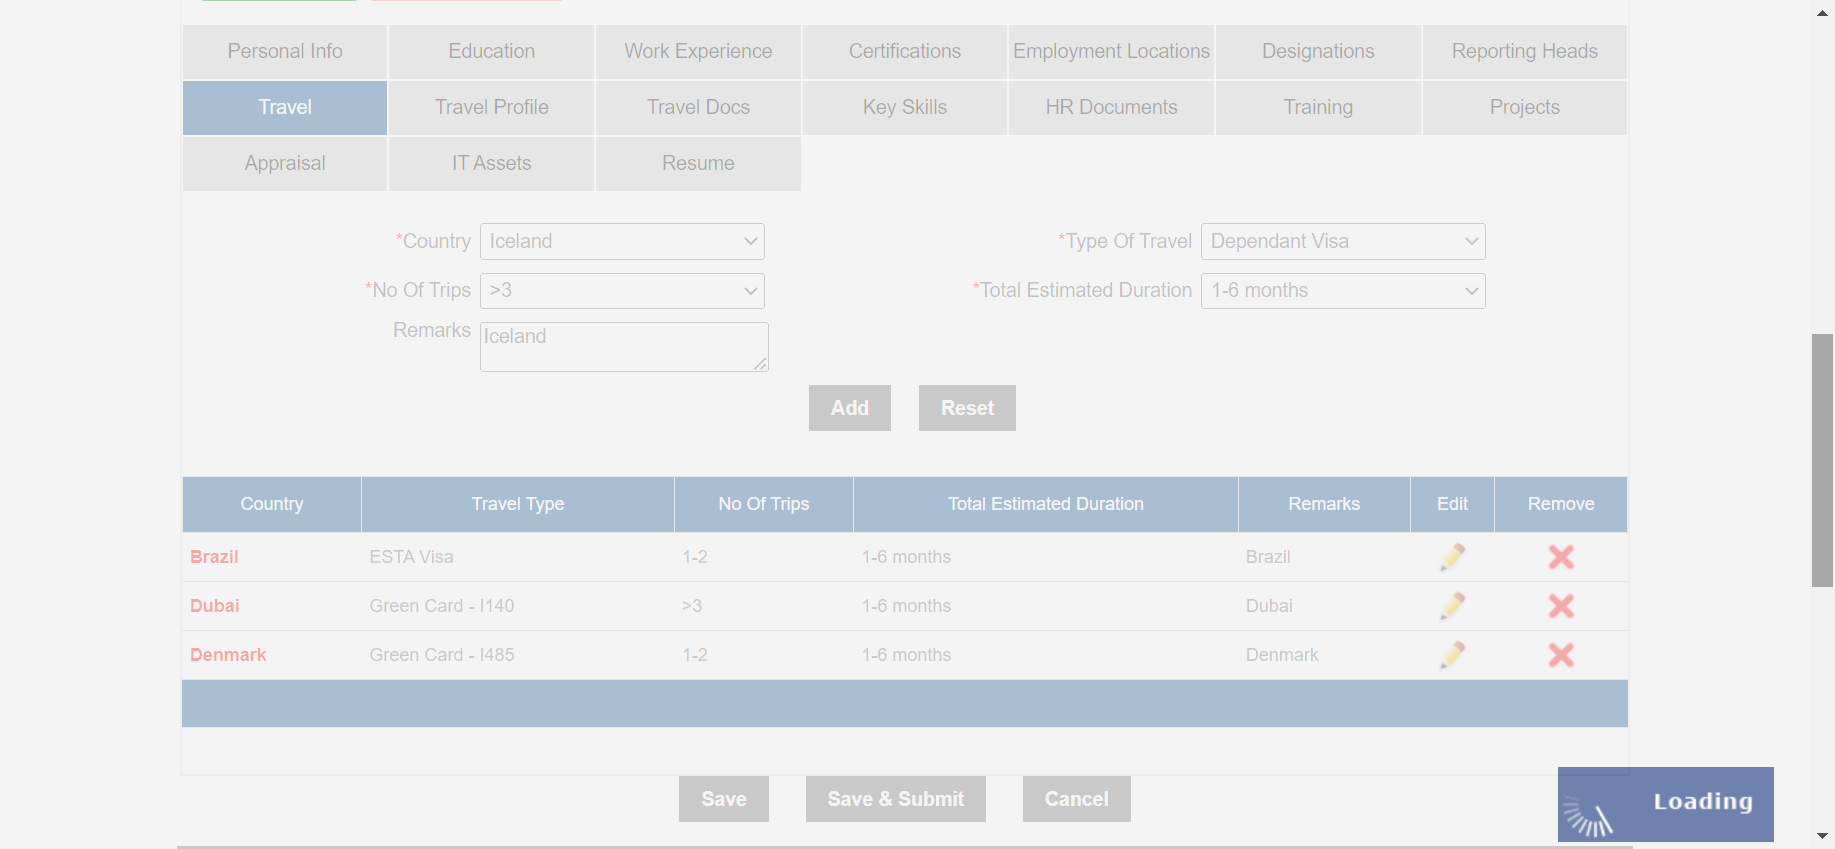 Personal Info Education Work Experience Certifications Employment Locations Designations Reporting Heads
Travel Travel Profile Travel Docs Key Skills HR Documents Training Projects
Appraisal IT Assets Resume
*Country Iceland *Type Of Travel Dependant Visa
*No Of Trips >3 *Total Estimated Duration 1-6 months
Remarks Iceland
Add Reset
Country Travel Type No Of Trips Total Estimated Duration Remarks Edit Remove
Brazil ESTA Visa 1-2 1-6 months Brazil
Dubai Green Card - I140 >3 1-6 months Dubai
Denmark Green Card - I485 1-2 1-6 months Denmark
Save Save & Submit Cancel
Loading